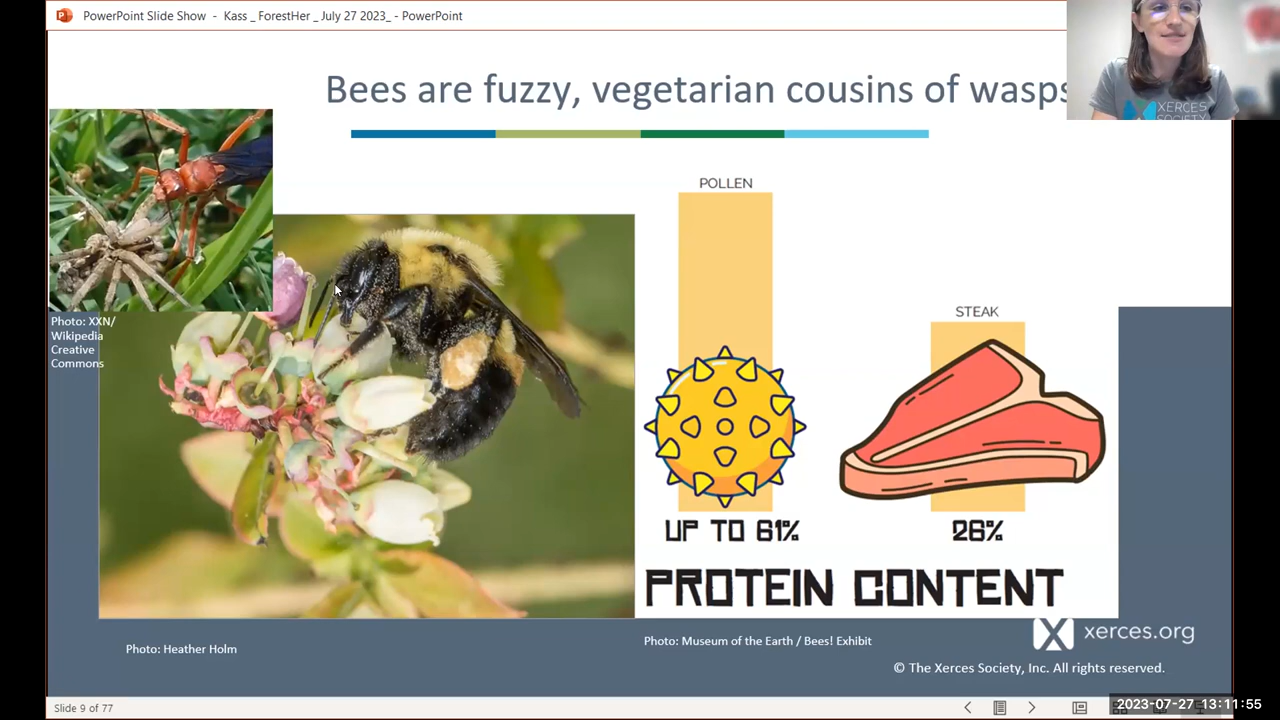 PowerPoint Slide Show - Kass _ ForestHer _ July 27 2023_ - PowerPoint
Bees are fuzzy, vegetarian cousins of wasps
XERCES
SOCIETY
POLLEN
STEAK
Photo: XXN/
Wikipedia
Creative
Commons
UP TO 61%
26%
PROTEIN CONTENT
Photo: Heather Holm
Photo: Museum of the Earth / Bees! Exhibit
xerces.org
© The Xerces Society, Inc. All rights reserved.
Slide 9 of 77
2023-07-27 13:11:55